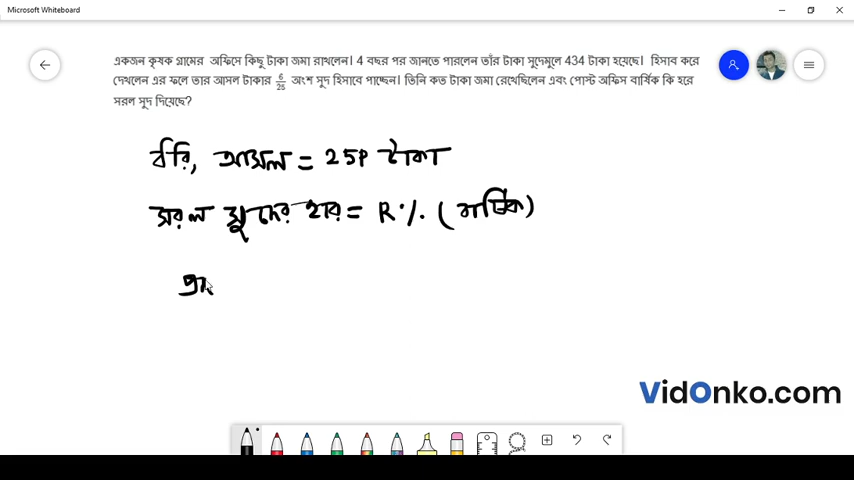 Microsoft Whiteboard
একজন কৃষক গ্রামের অফিসে কিছু টাকা জমা রাখলেন। 4 বছর পর জানতে পারলেন তাঁর টাকা সুদেমূলে 434 টাকা হয়েছে। হিসাব করে
দেখলেন এর ফলে তার আসল টাকার 6/25 অংশ সুদ হিসাবে পাচ্ছেন। তিনি কত টাকা জমা রেখেছিলেন এবং পোস্ট অফিস বার্ষিক কি হরে
সরল সুদ দিয়েছে?
ধরি, আসল = 25P টাকা
সরল সুদের হার = R% (বার্ষিক)
প্রা
VidOnko.com